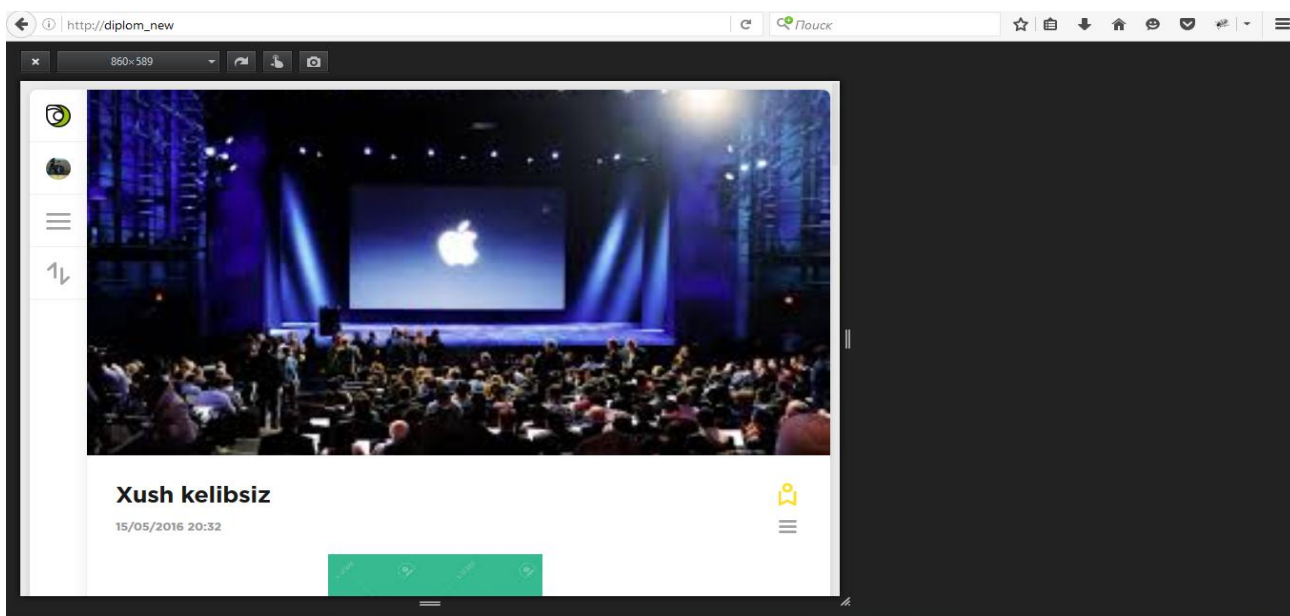 http://diplom_new
Поиск
860×589
Xush kelibsiz
15/05/2016 20:32